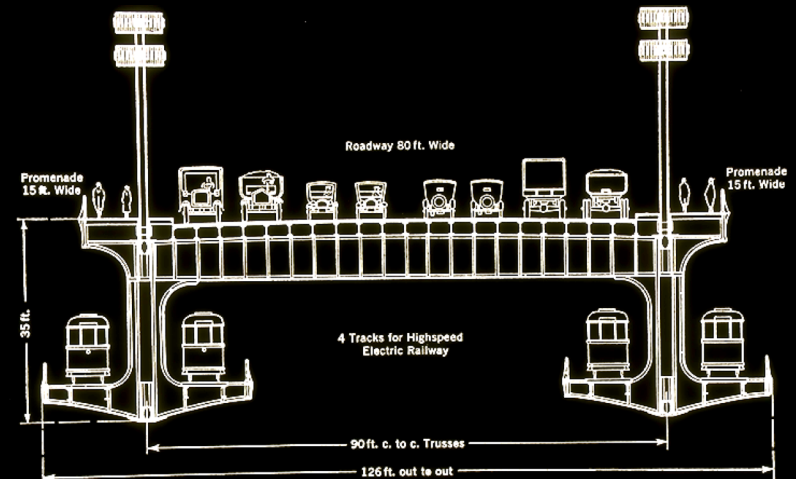 Roadway 80 ft. Wide
Promenade
15 ft. Wide
Promenade
15 ft. Wide
35 ft.
4 Tracks for Highspeed
Electric Railway
90 ft. c. to c. Trusses
126 ft. out to out